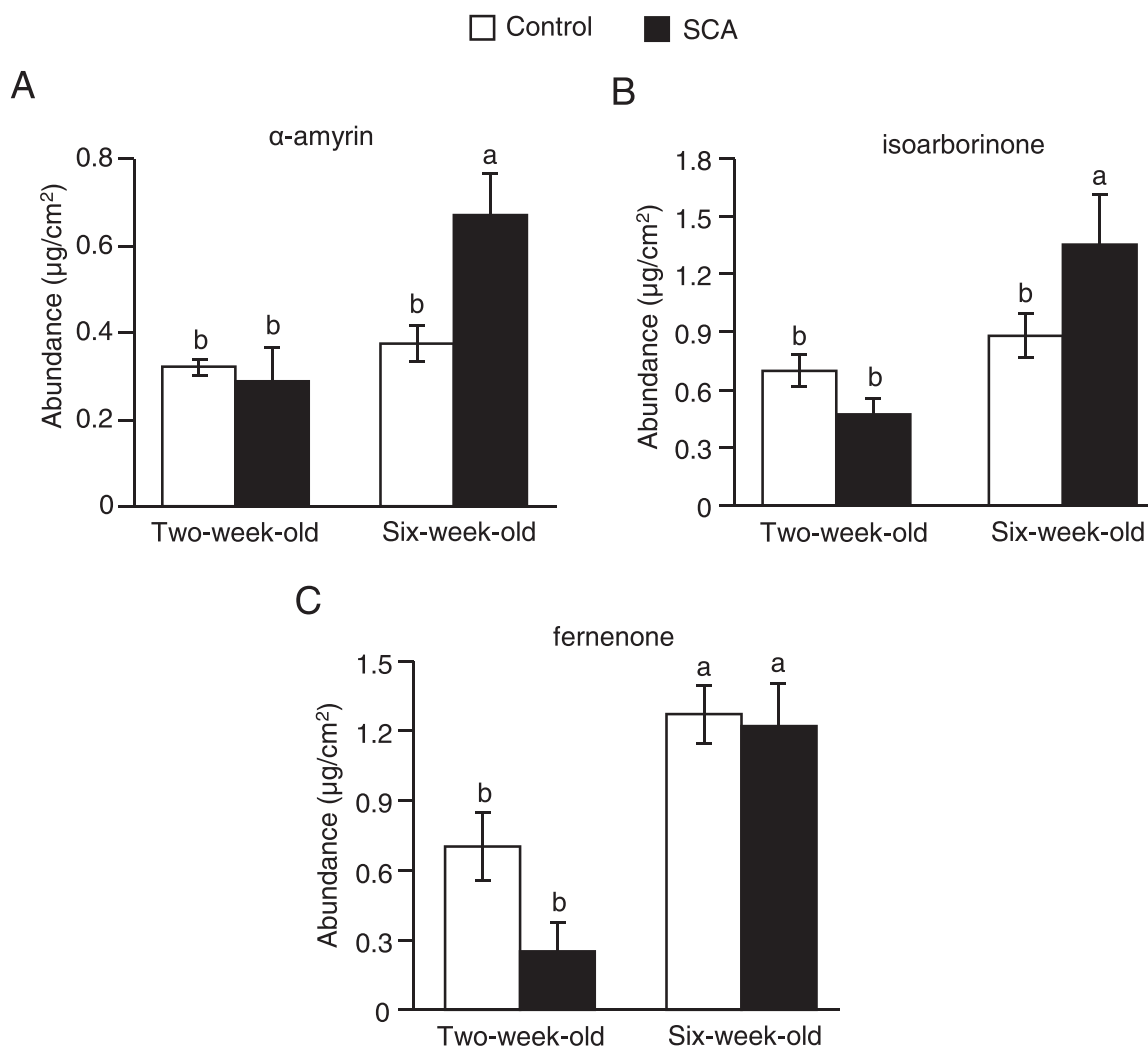 Control SCA
A
α-amyrin
Abundance (µg/cm²)
0.8
0.6
0.4
0.2
0
b b b a
Two-week-old Six-week-old
B
isoarborinone
Abundance (µg/cm²)
1.8
1.5
1.2
0.9
0.6
0.3
0
b b b a
Two-week-old Six-week-old
C
fernenone
Abundance (µg/cm²)
1.5
1.2
0.9
0.6
0.3
0
b b a a
Two-week-old Six-week-old